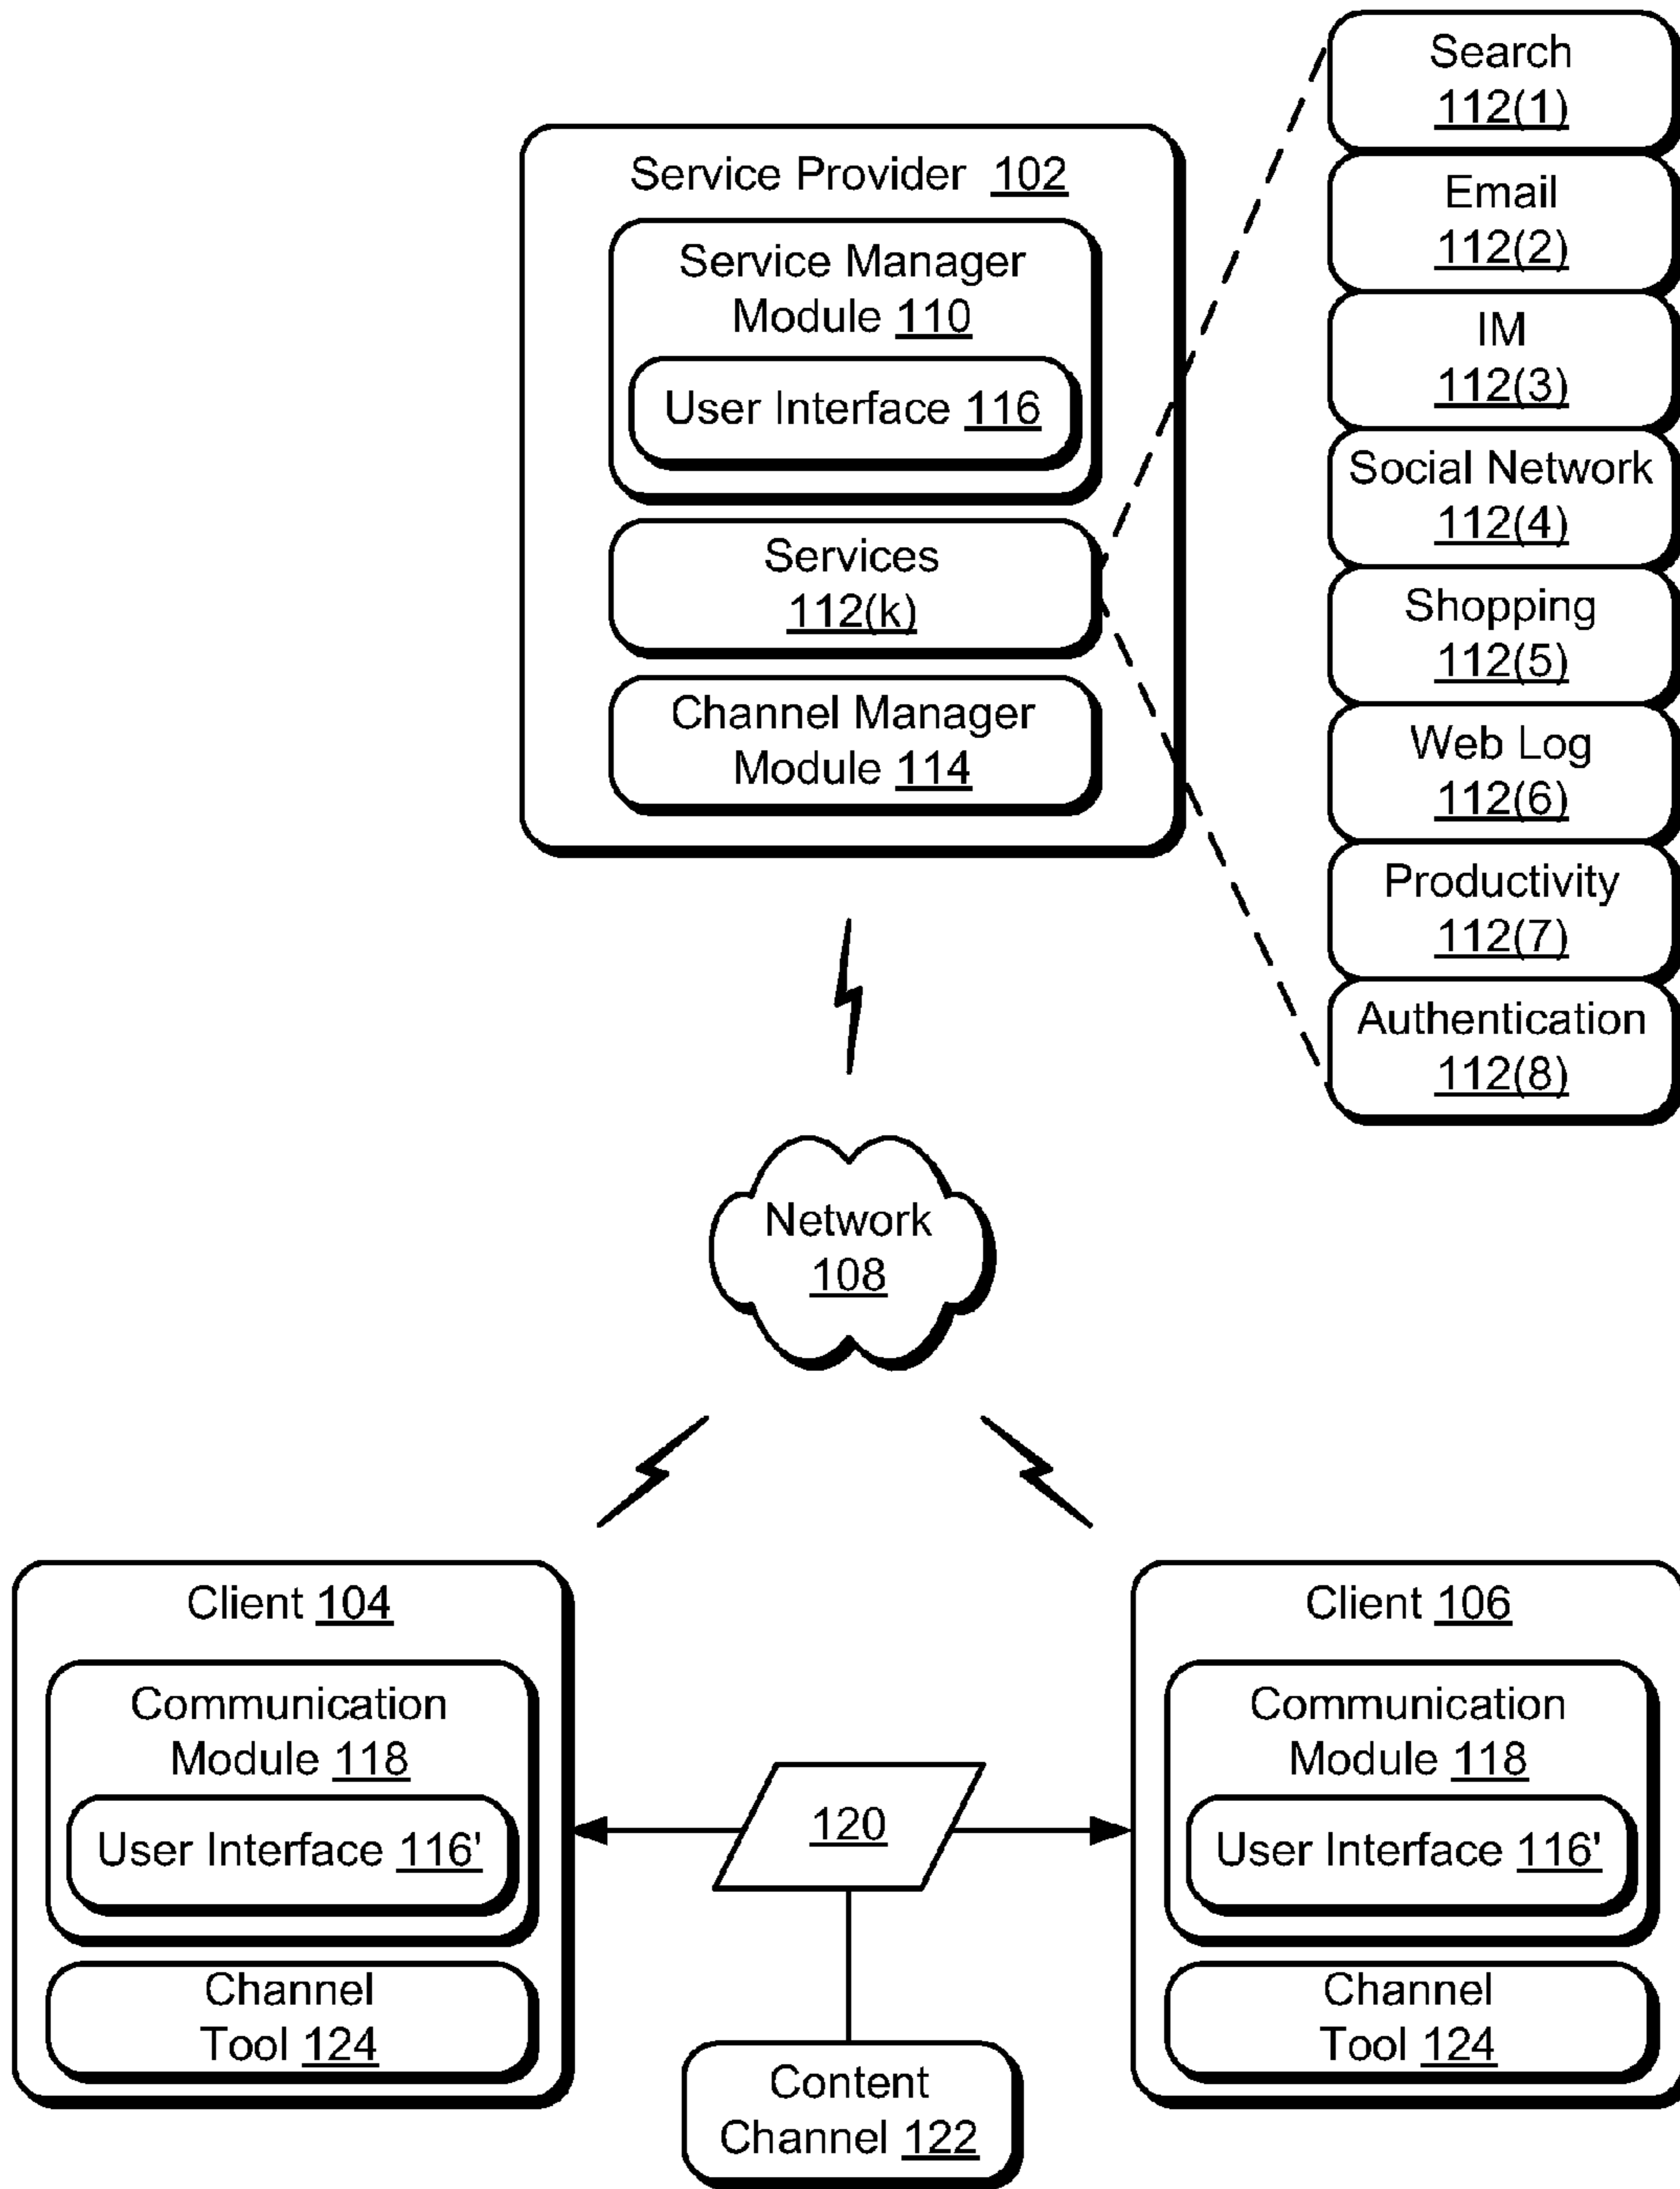 Service Provider 102
Service Manager
Module 110
User Interface 116
Services
112(k)
Channel Manager
Module 114
Search
112(1)
Email
112(2)
IM
112(3)
Social Network
112(4)
Shopping
112(5)
Web Log
112(6)
Productivity
112(7)
Authentication
112(8)
Network
108
Client 104
Communication
Module 118
User Interface 116'
Channel
Tool 124
120
Content
Channel 122
Client 106
Communication
Module 118
User Interface 116'
Channel
Tool 124